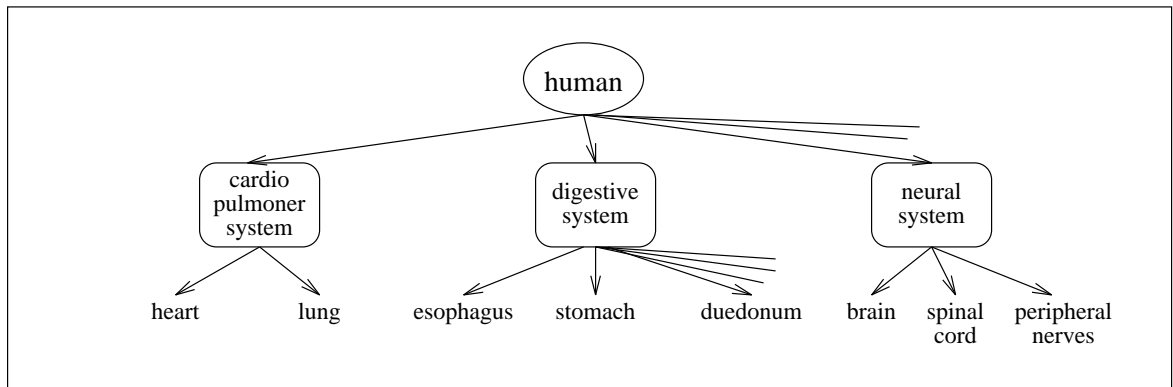 human
cardio
pulmoner
system
digestive
system
neural
system
heart
lung
esophagus
stomach
duedonum
brain
spinal
cord
peripheral
nerves